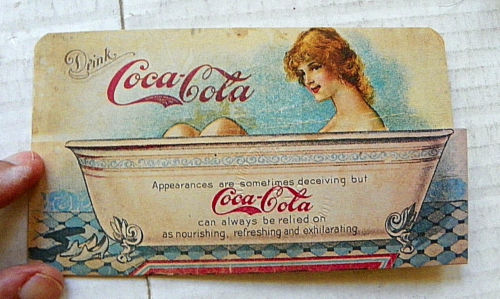 Drink
Coca-Cola
Appearances are sometimes deceiving but
Coca-Cola
can always be relied on
as nourishing, refreshing and exhilarating.